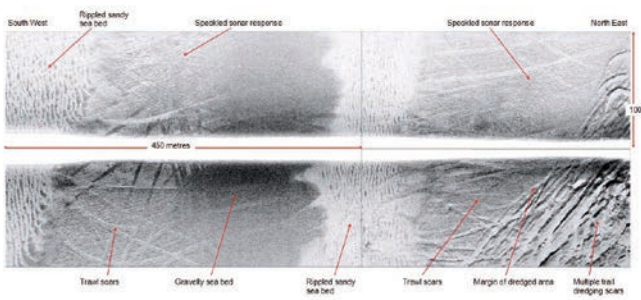 South West
Rippled sandy
sea bed
Speckled sonar response
Speckled sonar response
North East
100
450 metres
Trawl scars
Gravelly sea bed
Rippled sandy
sea bed
Trawl scars
Margin of dredged area
Multiple trail
dredging scars